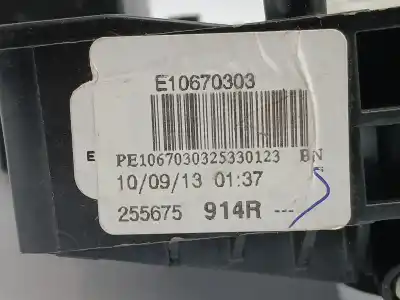 E10670303
E
PE1067030325330123 BN
10/09/13 01:37
255675 914R ---